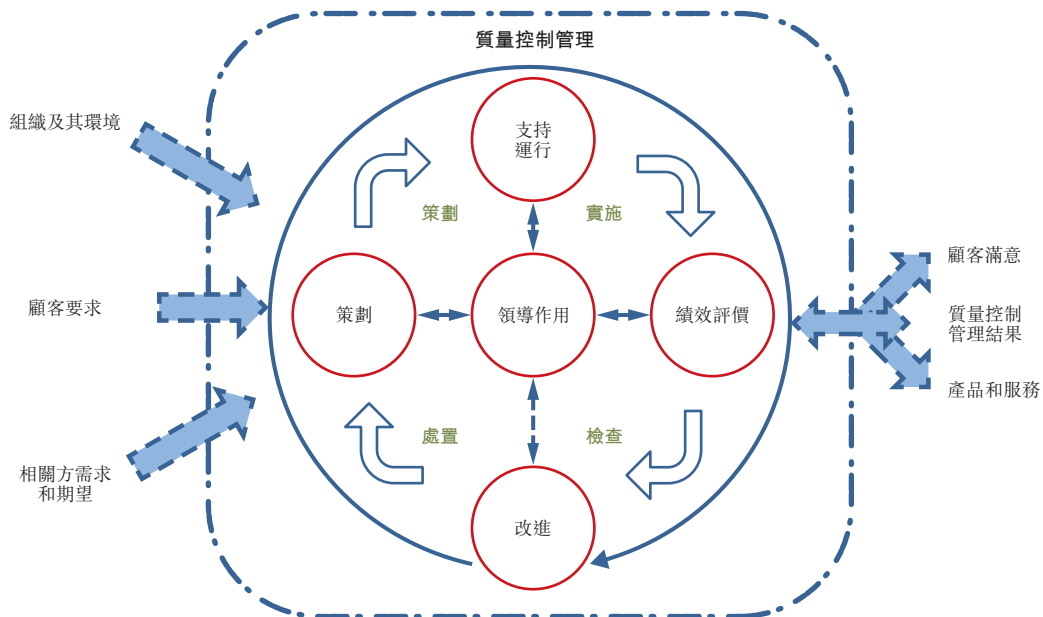 質量控制管理
組織及其環境
支持
運行
策劃
實施
顧客滿意
顧客要求
策劃
領導作用
績效評價
質量控制
管理結果
產品和服務
處置
檢查
相關方需求
和期望
改進